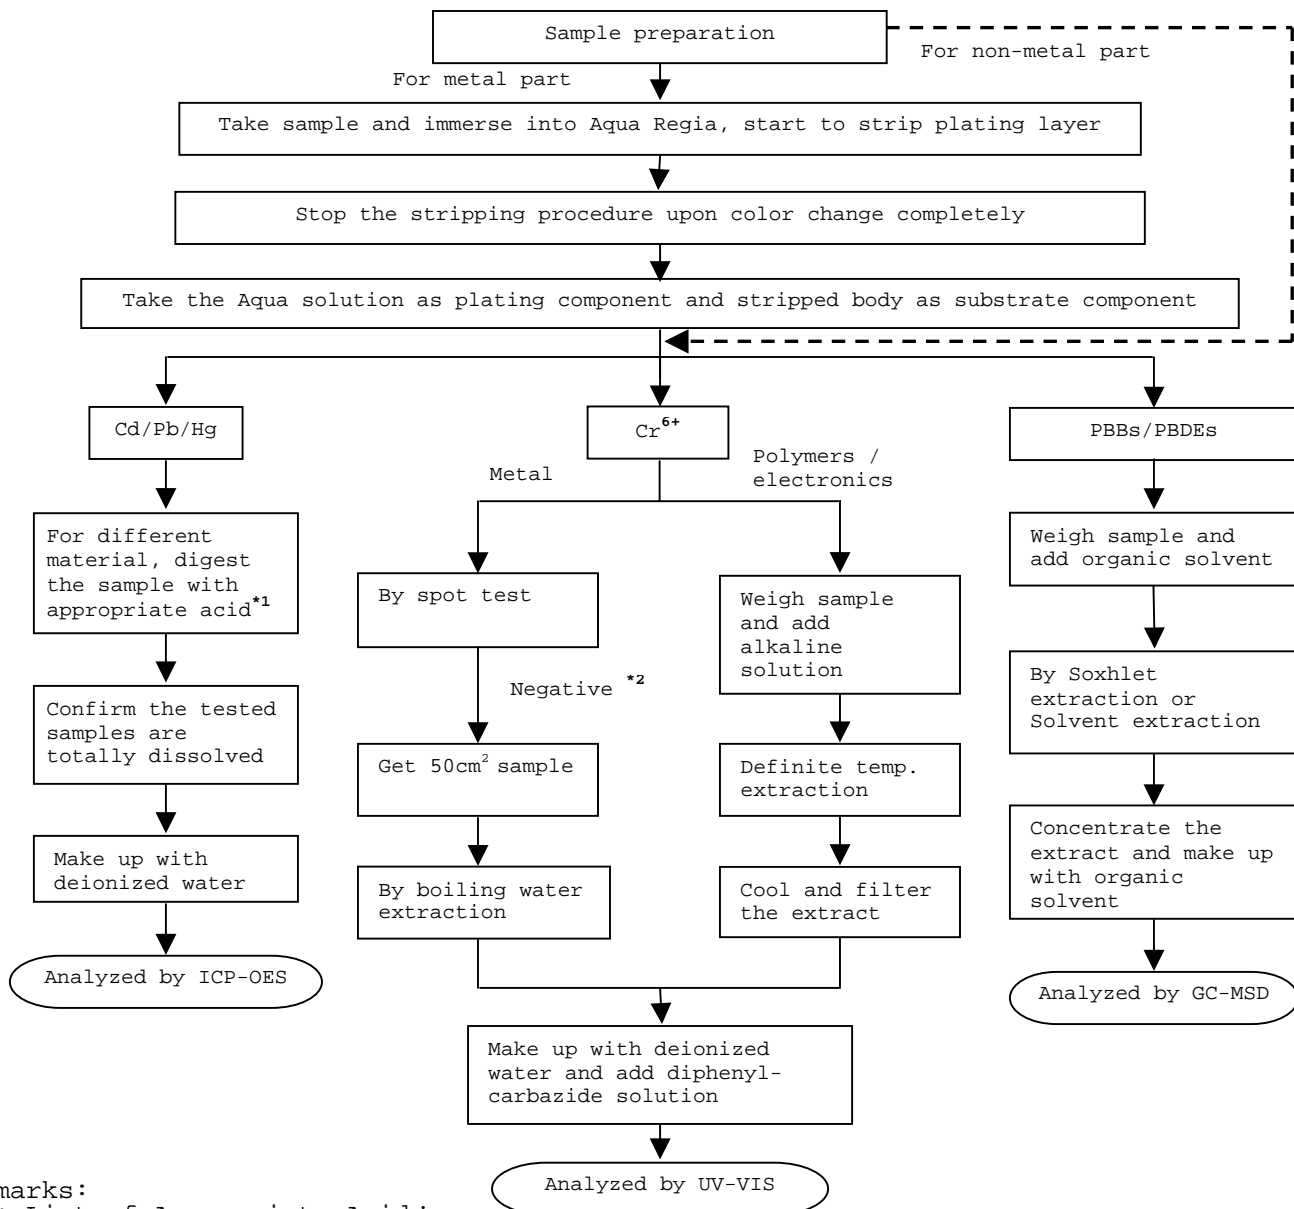 Sample preparation
For non-metal part
For metal part
Take sample and immerse into Aqua Regia, start to strip plating layer
Stop the stripping procedure upon color change completely
Take the Aqua solution as plating component and stripped body as substrate component
Cd/Pb/Hg
For different
material, digest
the sample with
appropriate acid*1
Confirm the tested
samples are
totally dissolved
Make up with
deionized water
Analyzed by ICP-OES
Cr6+
Metal
By spot test
Negative *2
Get 50cm2 sample
By boiling water
extraction
Polymers /
electronics
Weigh sample
and add
alkaline
solution
Definite temp.
extraction
Cool and filter
the extract
Make up with deionized
water and add diphenyl-
carbazide solution
Analyzed by UV-VIS
PBBs/PBDEs
Weigh sample and
add organic solvent
By Soxhlet
extraction or
Solvent extraction
Concentrate the
extract and make up
with organic
solvent
Analyzed by GC-MSD
marks: